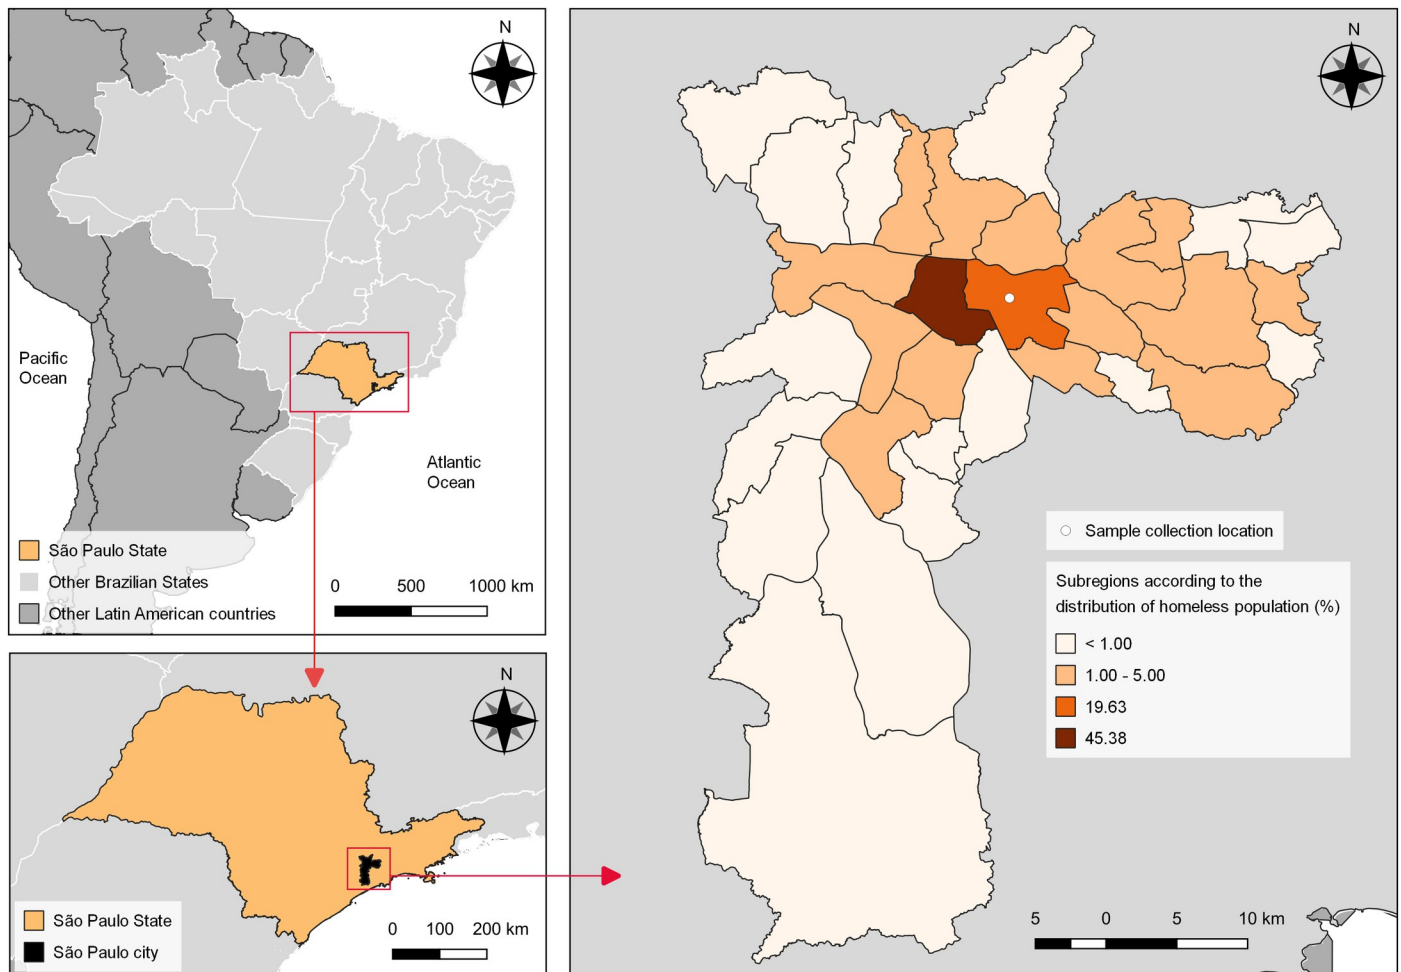 N
Pacific
Ocean
Atlantic
Ocean
São Paulo State
Other Brazilian States
Other Latin American countries
0 500 1000 km
N
São Paulo State
São Paulo city
0 100 200 km
N
Sample collection location
Subregions according to the
distribution of homeless population (%)
< 1.00
1.00 - 5.00
19.63
45.38
5 0 5 10 km